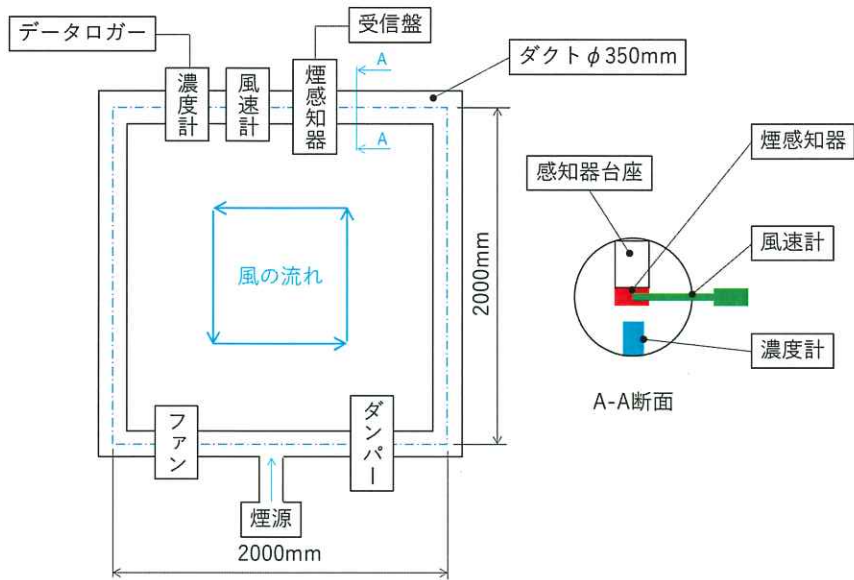 データロガー
受信盤
ダクトφ350mm
濃度計
風速計
煙感知器
A
A
風の流れ
2000mm
ファン
ダンパー
煙源
2000mm
感知器台座
煙感知器
風速計
濃度計
A-A断面